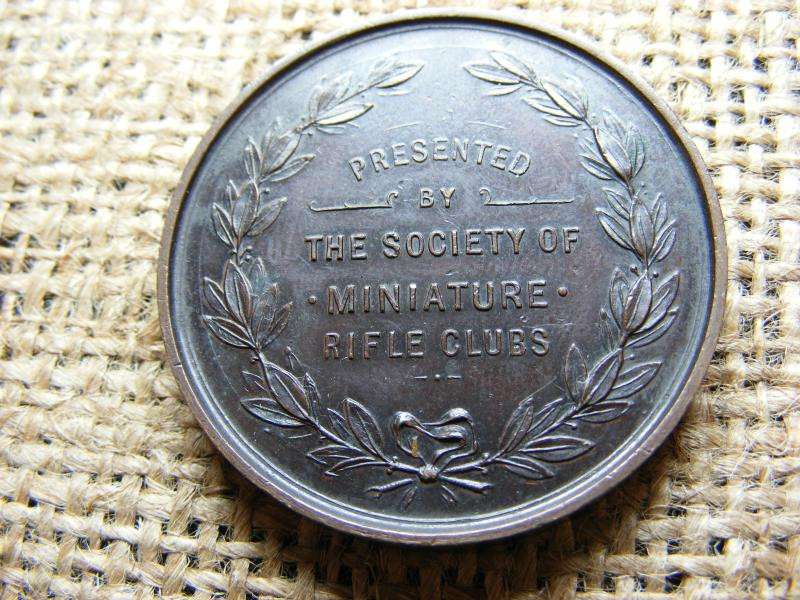 PRESENTED
BY
THE SOCIETY OF
· MINIATURE ·
RIFLE CLUBS